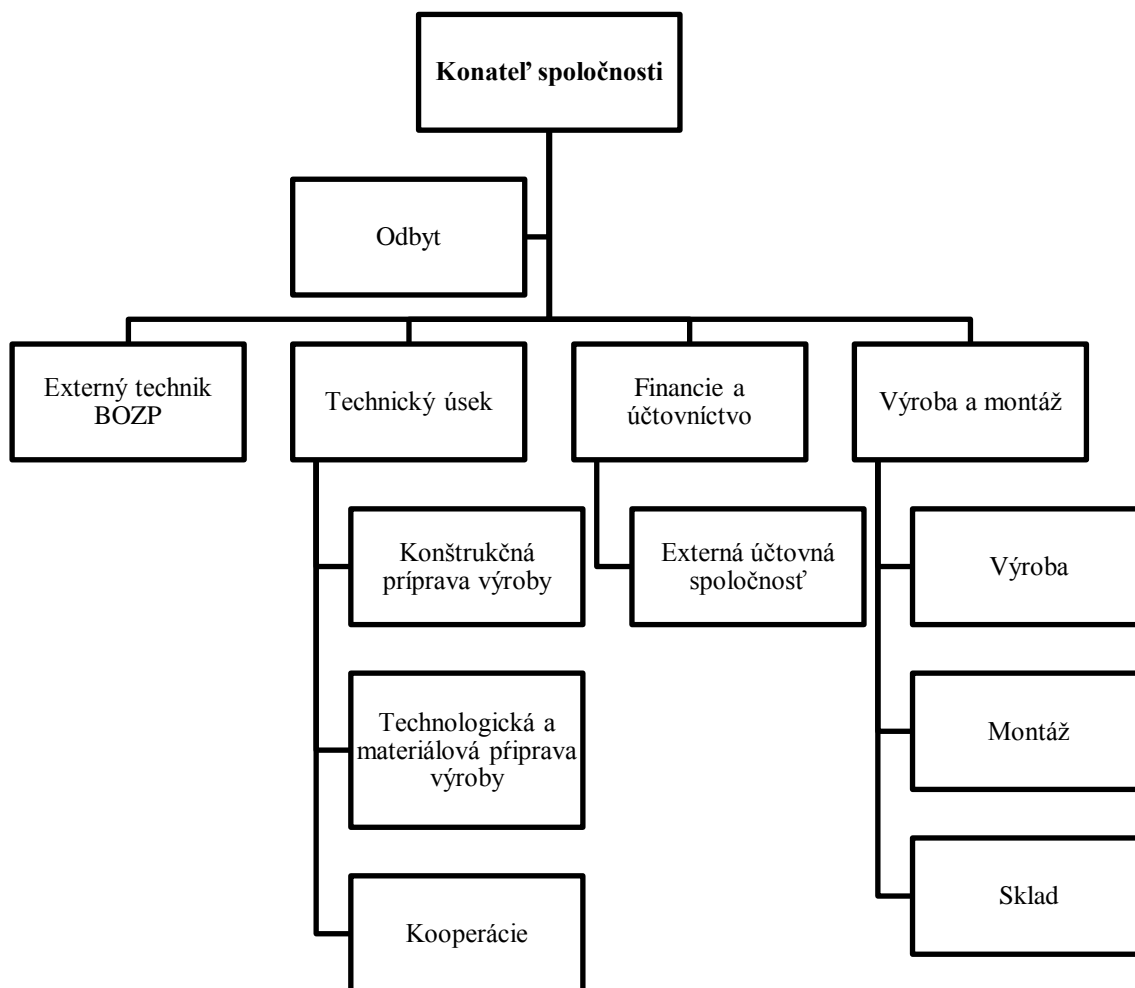 Konateľ spoločnosti
Odbyt
Externý technik
BOZP
Technický úsek
Financie a
účtovníctvo
Výroba a montáž
Konštrukčná
príprava výroby
Externá účtovná
spoločnosť
Výroba
Technologická a
materiálová připrava
výroby
Montáž
Kooperácie
Sklad